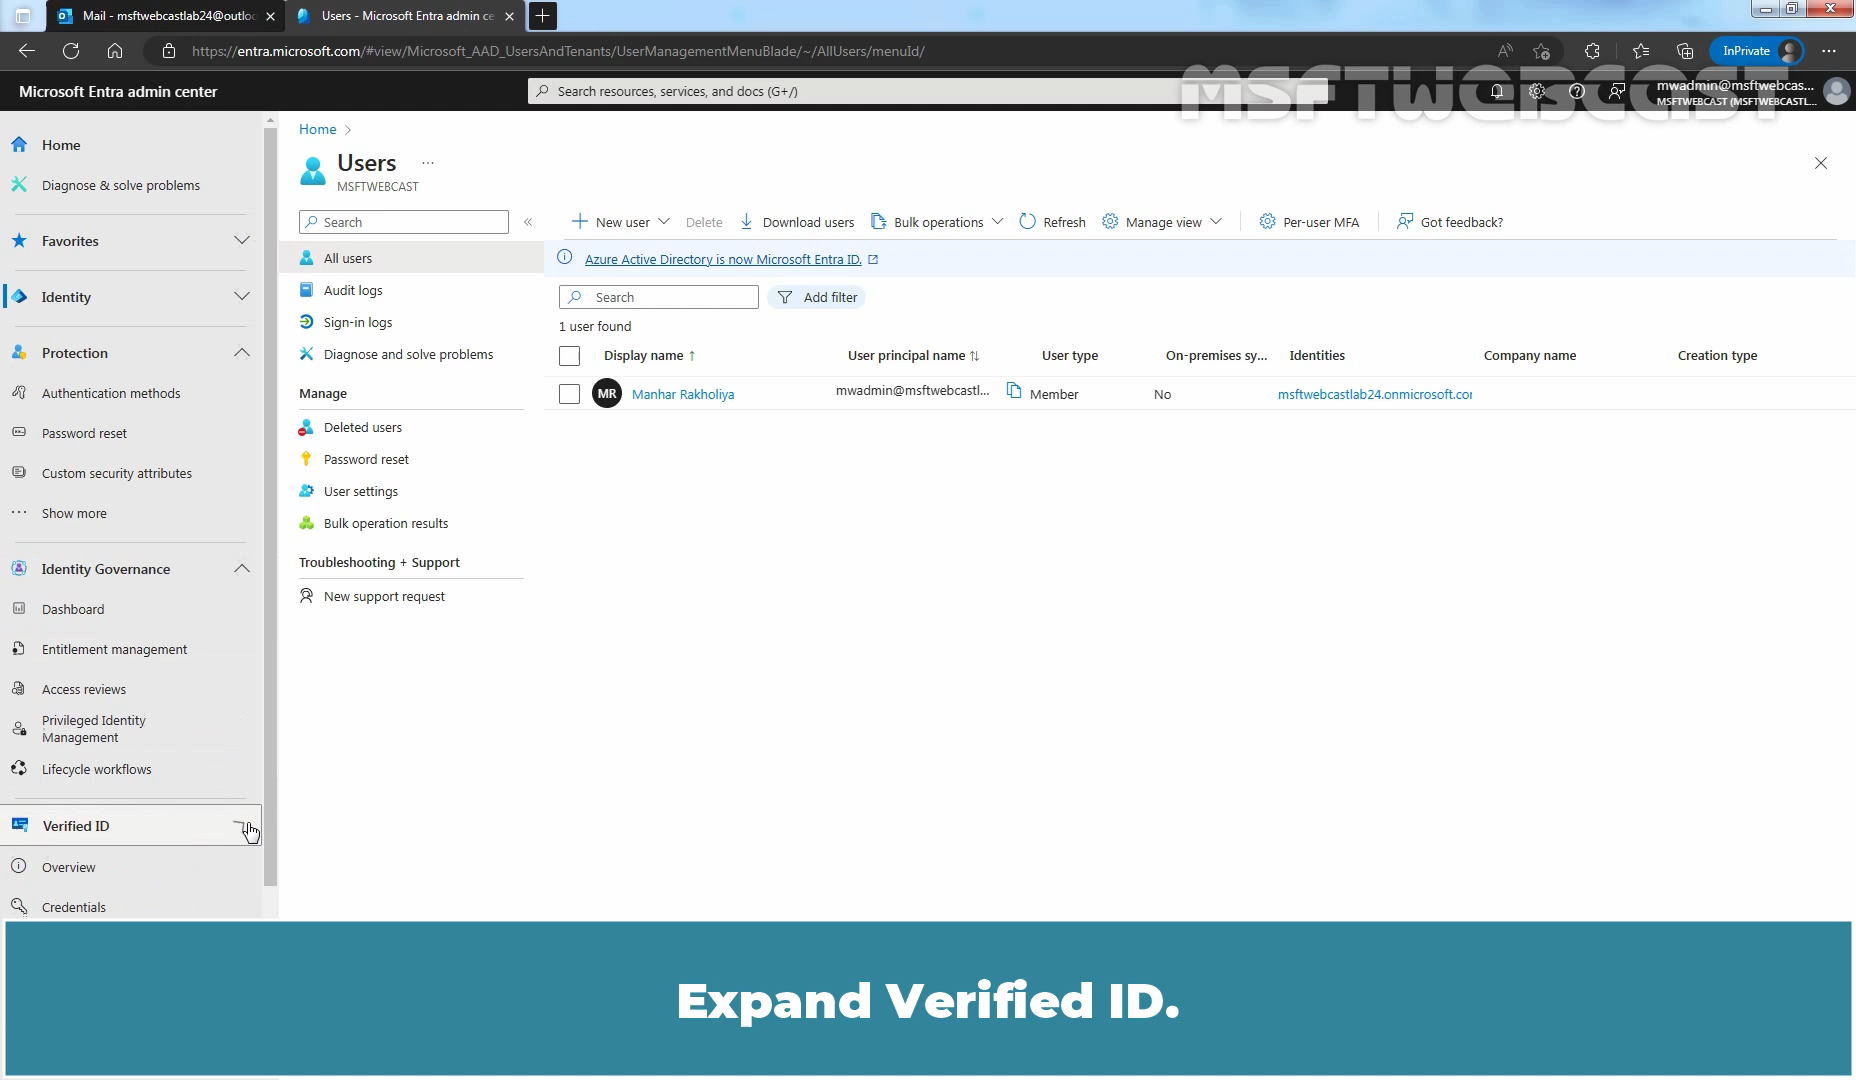 Mail - msftwebcastlab24@outloo
Users - Microsoft Entra admin ce
https://entra.microsoft.com/#view/Microsoft_AAD_UsersAndTenants/UserManagementMenuBlade/~/AllUsers/menuId/
InPrivate
MSFTWEBCAST
Microsoft Entra admin center
Search resources, services, and docs (G+/)
mwadmin@msftwebcas...
MSFTWEBCAST (MSFTWEBCASTL...
Home
Diagnose & solve problems
Favorites
Identity
Protection
Authentication methods
Password reset
Custom security attributes
Show more
Identity Governance
Dashboard
Entitlement management
Access reviews
Privileged Identity
Management
Lifecycle workflows
Verified ID
Overview
Credentials
Home
Users
MSFTWEBCAST
Search
All users
Audit logs
Sign-in logs
Diagnose and solve problems
Manage
Deleted users
Password reset
User settings
Bulk operation results
Troubleshooting + Support
New support request
New user Delete Download users Bulk operations Refresh Manage view Per-user MFA Got feedback?
Azure Active Directory is now Microsoft Entra ID.
Search Add filter
1 user found
Display name User principal name User type On-premises sy... Identities Company name Creation type
MR Manhar Rakholiya mwadmin@msftwebcastl... Member No msftwebcastlab24.onmicrosoft.cor
Expand Verified ID.